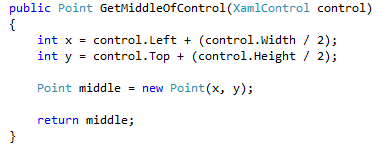 public Point GetMiddleOfControl(XamlControl control)
{
    int x = control.Left + (control.Width / 2);
    int y = control.Top + (control.Height / 2);

    Point middle = new Point(x, y);

    return middle;
}